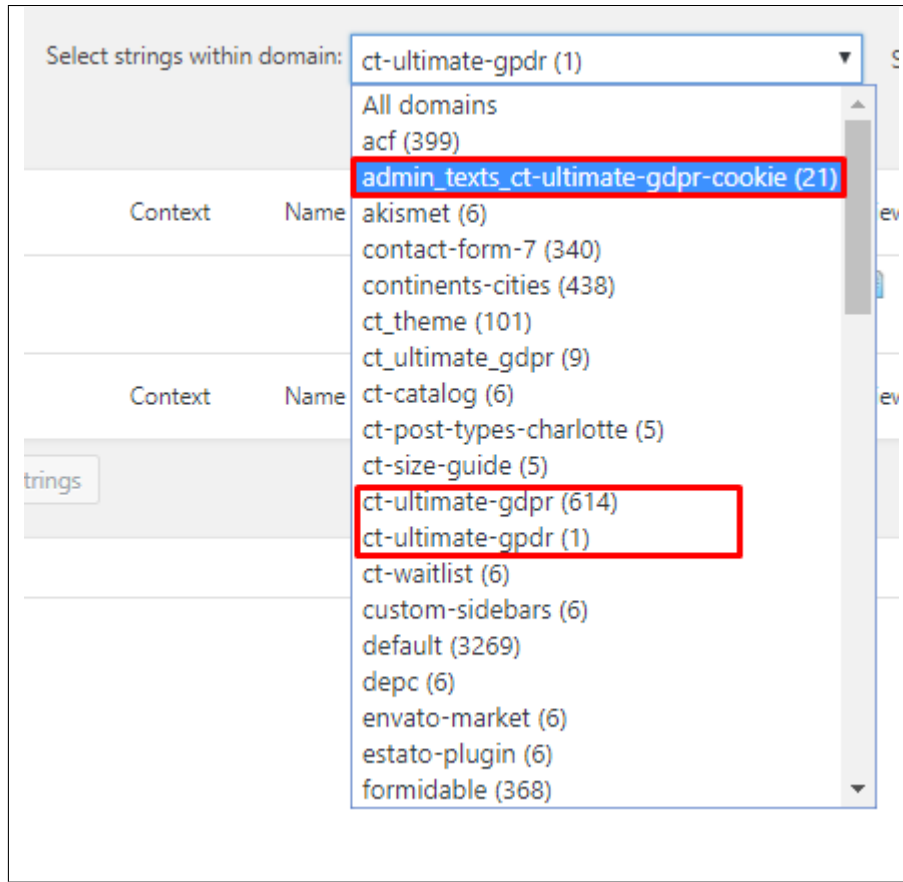 Select strings within domain: ct-ultimate-gpdr (1) S
All domains
acf (399)
admin_texts_ct-ultimate-gdpr-cookie (21)
Context Name akismet (6)
contact-form-7 (340)
continents-cities (438)
ct_theme (101)
ct_ultimate_gdpr (9)
Context Name ct-catalog (6)
ct-post-types-charlotte (5)
ct-size-guide (5)
trings
ct-ultimate-gdpr (614)
ct-ultimate-gpdr (1)
ct-waitlist (6)
custom-sidebars (6)
default (3269)
depc (6)
envato-market (6)
estato-plugin (6)
formidable (368)